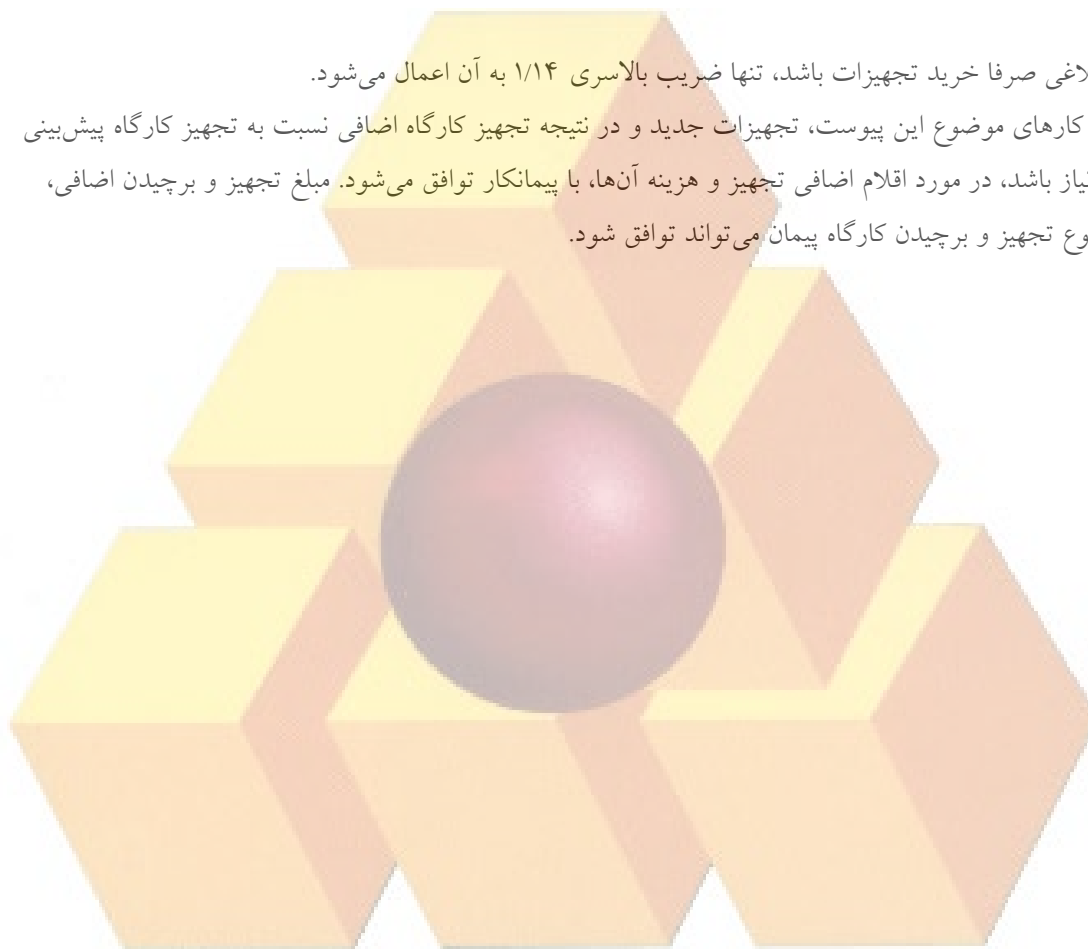 صرفا خرید تجهیزات باشد، تنها ضریب بالاسری ۱/۱۴ به آن اعمال می‌شود.
کارهای موضوع این پیوست، تجهیزات جدید و در نتیجه تجهیز کارگاه اضافی نسبت به تجهیز کارگاه پیش‌بینی
باشد، در مورد اقلام اضافی تجهیز و هزینه آن‌ها، با پیمانکار توافق می‌شود. مبلغ تجهیز و برچیدن اضافی،
تجهیز و برچیدن کارگاه پیمان می‌تواند توافق شود.